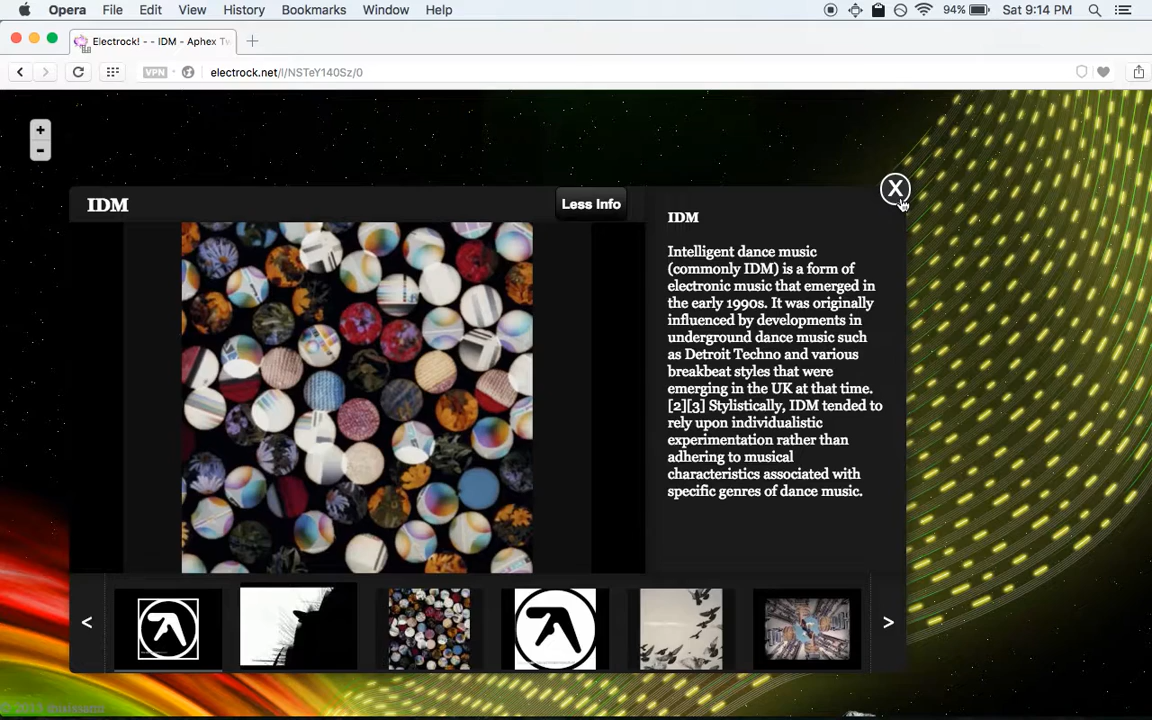 Opera File Edit View History Bookmarks Window Help 94% Sat 9:14 PM
Electrock! - - IDM - Aphex Tw
VPN electrock.net/l/NSTeY140Sz/0
+
-
IDM
Less Info
X
IDM
Intelligent dance music
(commonly IDM) is a form of
electronic music that emerged in
the early 1990s. It was originally
influenced by developments in
underground dance music such
as Detroit Techno and various
breakbeat styles that were
emerging in the UK at that time.
[2][3] Stylistically, IDM tended to
rely upon individualistic
experimentation rather than
adhering to musical
characteristics associated with
specific genres of dance music.
<
>
© 2013